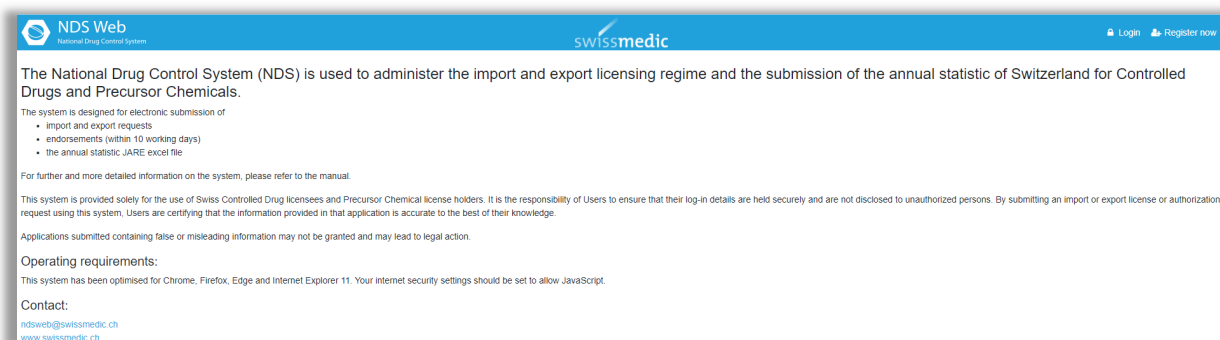 NDS Web
National Drug Control System
swissmedic
Login Register now
The National Drug Control System (NDS) is used to administer the import and export licensing regime and the submission of the annual statistic of Switzerland for Controlled
Drugs and Precursor Chemicals.
The system is designed for electronic submission of
• import and export requests
• endorsements (within 10 working days)
• the annual statistic JARE excel file
For further and more detailed information on the system, please refer to the manual.
This system is provided solely for the use of Swiss Controlled Drug licensees and Precursor Chemical license holders. It is the responsibility of Users to ensure that their log-in details are held securely and are not disclosed to unauthorized persons. By submitting an import or export license or authorization
request using this system, Users are certifying that the information provided in that application is accurate to the best of their knowledge.
Applications submitted containing false or misleading information may not be granted and may lead to legal action.
Operating requirements:
This system has been optimised for Chrome, Firefox, Edge and Internet Explorer 11. Your internet security settings should be set to allow JavaScript.
Contact:
ndsweb@swissmedic.ch
www.swissmedic.ch